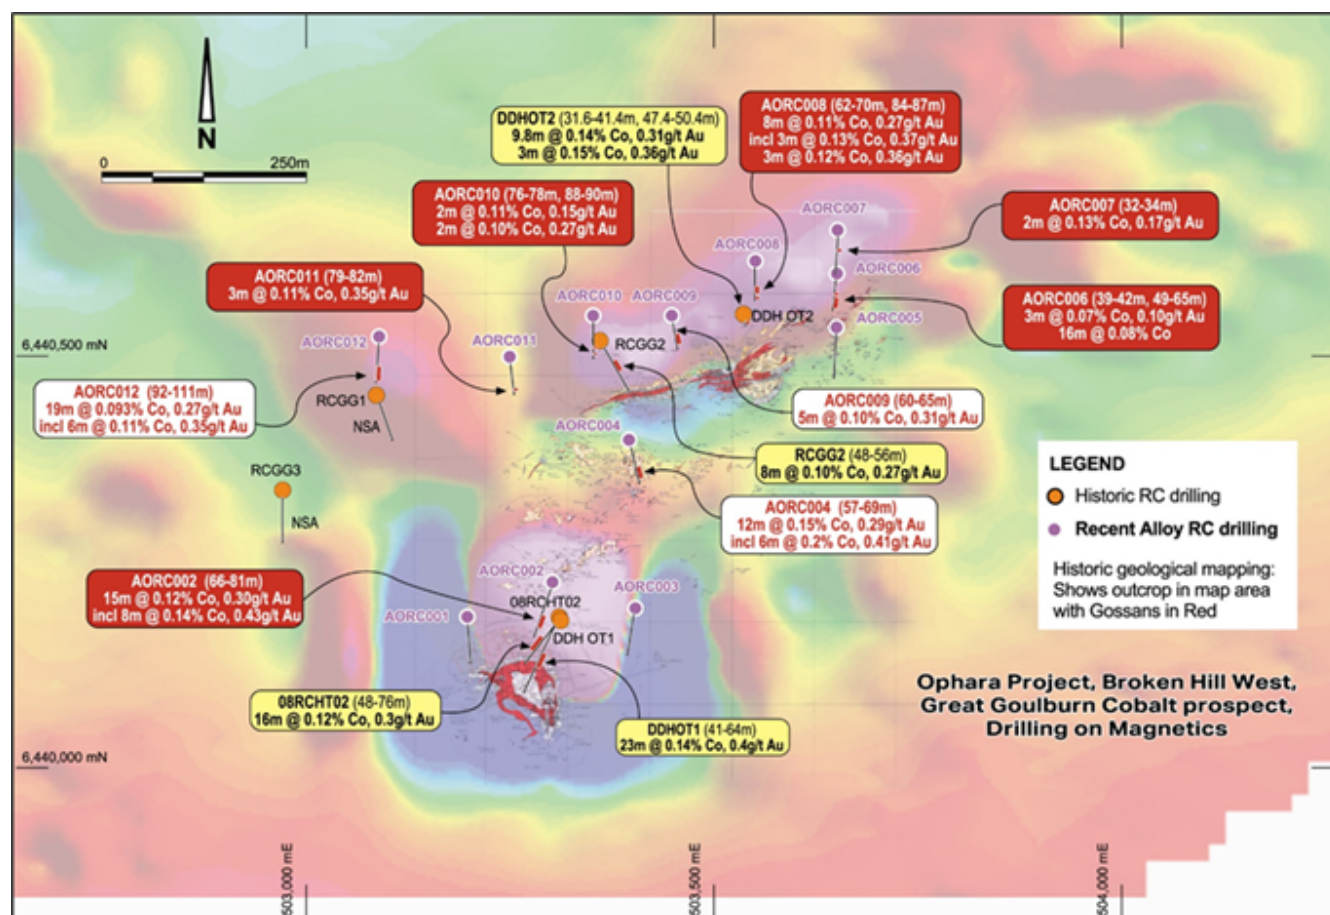 N
0
250m
DDHOT2 (31.6-41.4m, 47.4-50.4m)
9.8m @ 0.14% Co, 0.31g/t Au
3m @ 0.15% Co, 0.36g/t Au
AORC008 (62-70m, 84-87m)
8m @ 0.11% Co, 0.27g/t Au
incl 3m @ 0.13% Co, 0.37g/t Au
3m @ 0.12% Co, 0.36g/t Au
AORC010 (76-78m, 88-90m)
2m @ 0.11% Co, 0.15g/t Au
2m @ 0.10% Co, 0.27g/t Au
AORC007 (32-34m)
2m @ 0.13% Co, 0.17g/t Au
AORC007
AORC008
AORC006
AORC011 (79-82m)
3m @ 0.11% Co, 0.35g/t Au
AORC010
AORC009
DDH OT2
AORC005
AORC006 (39-42m, 49-65m)
3m @ 0.07% Co, 0.10g/t Au
16m @ 0.08% Co
6,440,500 mN
AORC012
AORC011
RCGG2
AORC012 (92-111m)
19m @ 0.093% Co, 0.27g/t Au
incl 6m @ 0.11% Co, 0.35g/t Au
RCGG1
NSA
AORC009 (60-65m)
5m @ 0.10% Co, 0.31g/t Au
AORC004
RCGG2 (48-56m)
8m @ 0.10% Co, 0.27g/t Au
RCGG3
NSA
AORC004 (57-69m)
12m @ 0.15% Co, 0.29g/t Au
incl 6m @ 0.2% Co, 0.41g/t Au
LEGEND
Historic RC drilling
Recent Alloy RC drilling
Historic geological mapping:
Shows outcrop in map area
with Gossans in Red
AORC002 (66-81m)
15m @ 0.12% Co, 0.30g/t Au
incl 8m @ 0.14% Co, 0.43g/t Au
AORC002
AORC003
08RCHT02
AORC001
DDH OT1
08RCHT02 (48-76m)
16m @ 0.12% Co, 0.3g/t Au
DDHOT1 (41-64m)
23m @ 0.14% Co, 0.4g/t Au
Ophara Project, Broken Hill West,
Great Goulburn Cobalt prospect,
Drilling on Magnetics
6,440,000 mN
503,000 mE
503,500 mE
504,000 mE